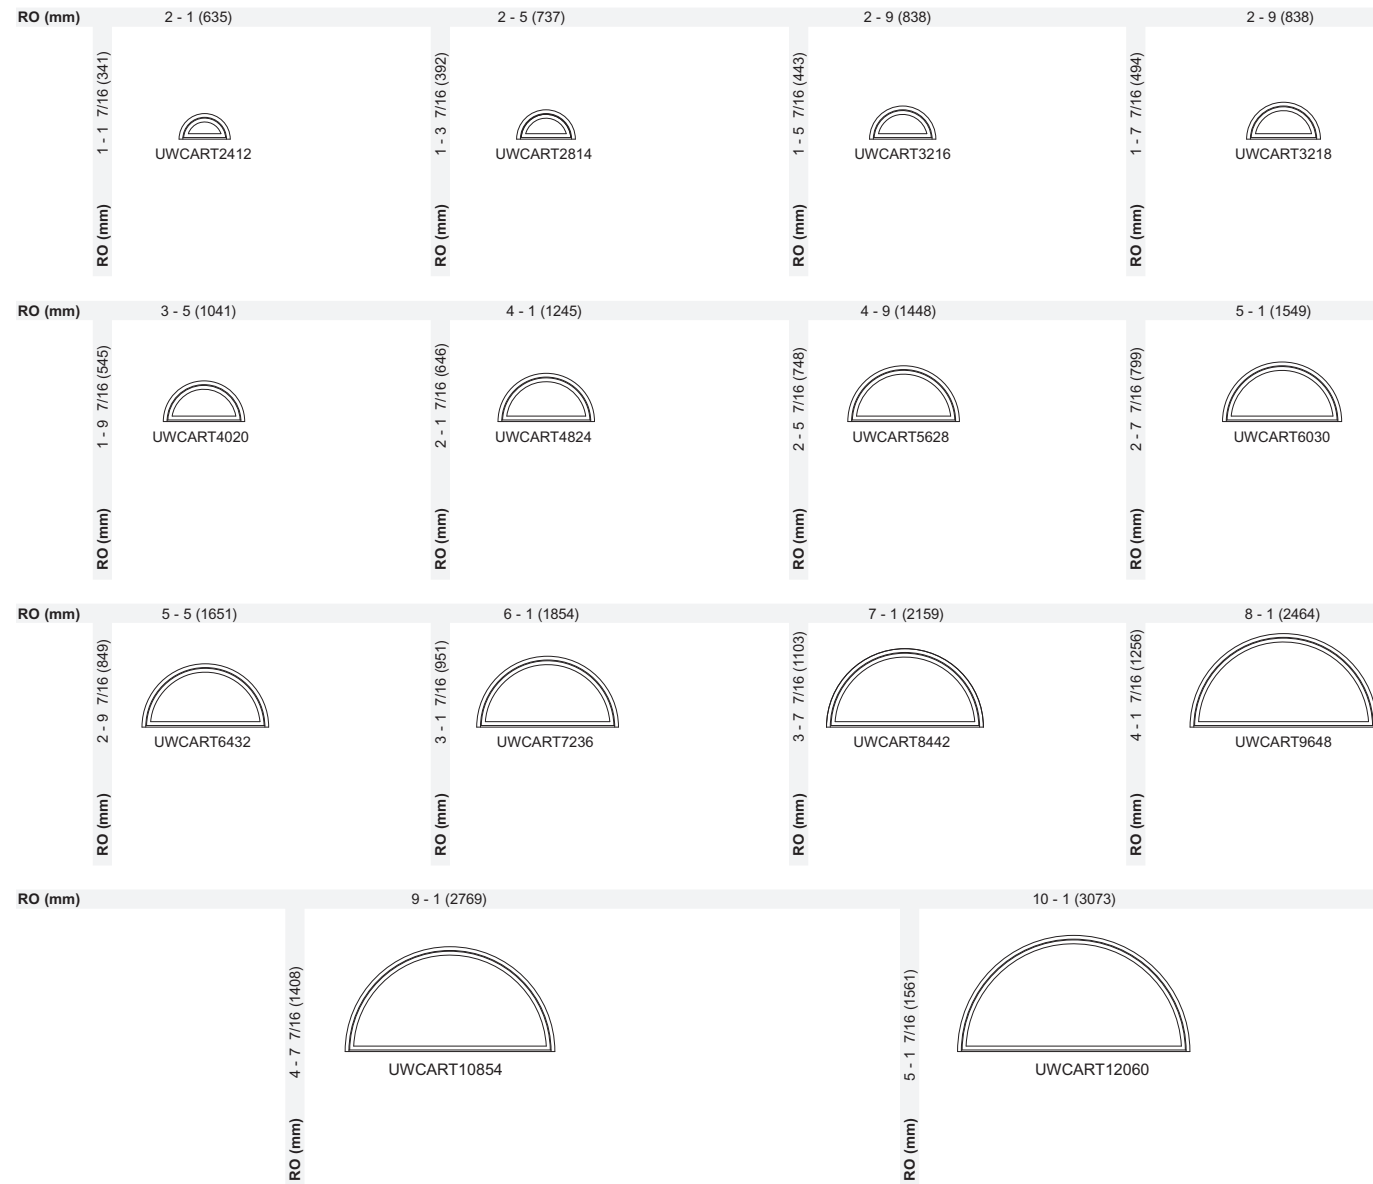 RO (mm) 2 - 1 (635) 2 - 5 (737) 2 - 9 (838) 2 - 9 (838)
1 - 1 7/16 (341) 1 - 3 7/16 (392) 1 - 5 7/16 (443) 1 - 7 7/16 (494)
UWCART2412 UWCART2814 UWCART3216 UWCART3218
RO (mm) RO (mm) RO (mm) RO (mm)
RO (mm) 3 - 5 (1041) 4 - 1 (1245) 4 - 9 (1448) 5 - 1 (1549)
1 - 9 7/16 (545) 2 - 1 7/16 (646) 2 - 5 7/16 (748) 2 - 7 7/16 (799)
UWCART4020 UWCART4824 UWCART5628 UWCART6030
RO (mm) RO (mm) RO (mm) RO (mm)
RO (mm) 5 - 5 (1651) 6 - 1 (1854) 7 - 1 (2159) 8 - 1 (2464)
2 - 9 7/16 (849) 3 - 1 7/16 (951) 3 - 7 7/16 (1103) 4 - 1 7/16 (1256)
UWCART6432 UWCART7236 UWCART8442 UWCART9648
RO (mm) RO (mm) RO (mm) RO (mm)
RO (mm) 9 - 1 (2769) 10 - 1 (3073)
4 - 7 7/16 (1408) 5 - 1 7/16 (1561)
UWCART10854 UWCART12060
RO (mm) RO (mm)